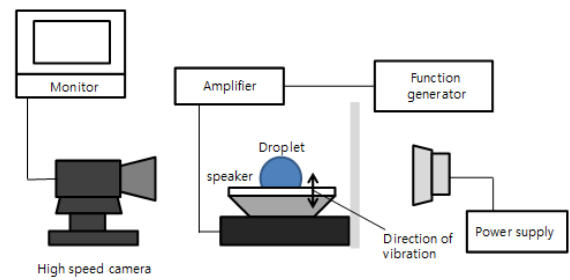 Monitor
Amplifier
Function
generator
Droplet
speaker
Direction of
vibration
Power supply
High speed camera